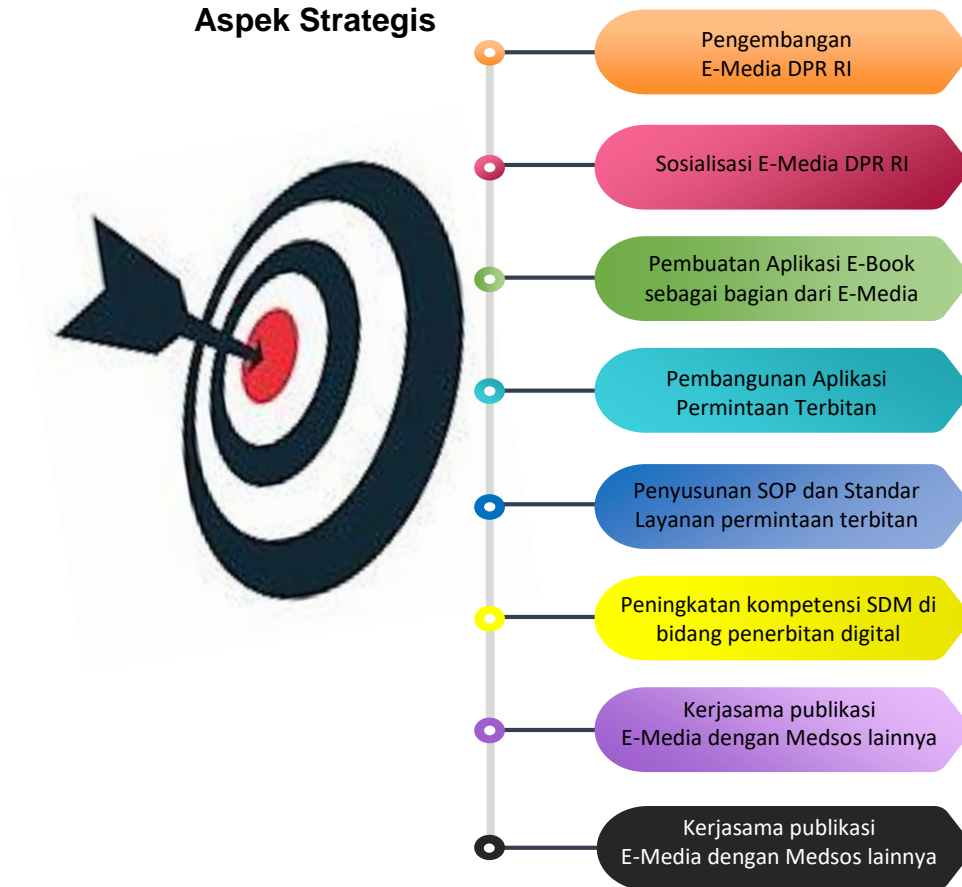 Aspek Strategis
Pengembangan
E-Media DPR RI
Sosialisasi E-Media DPR RI
Pembuatan Aplikasi E-Book
sebagai bagian dari E-Media
Pembangunan Aplikasi
Permintaan Terbitan
Penyusunan SOP dan Standar
Layanan permintaan terbitan
Peningkatan kompetensi SDM di
bidang penerbitan digital
Kerjasama publikasi
E-Media dengan Medsos lainnya
Kerjasama publikasi
E-Media dengan Medsos lainnya